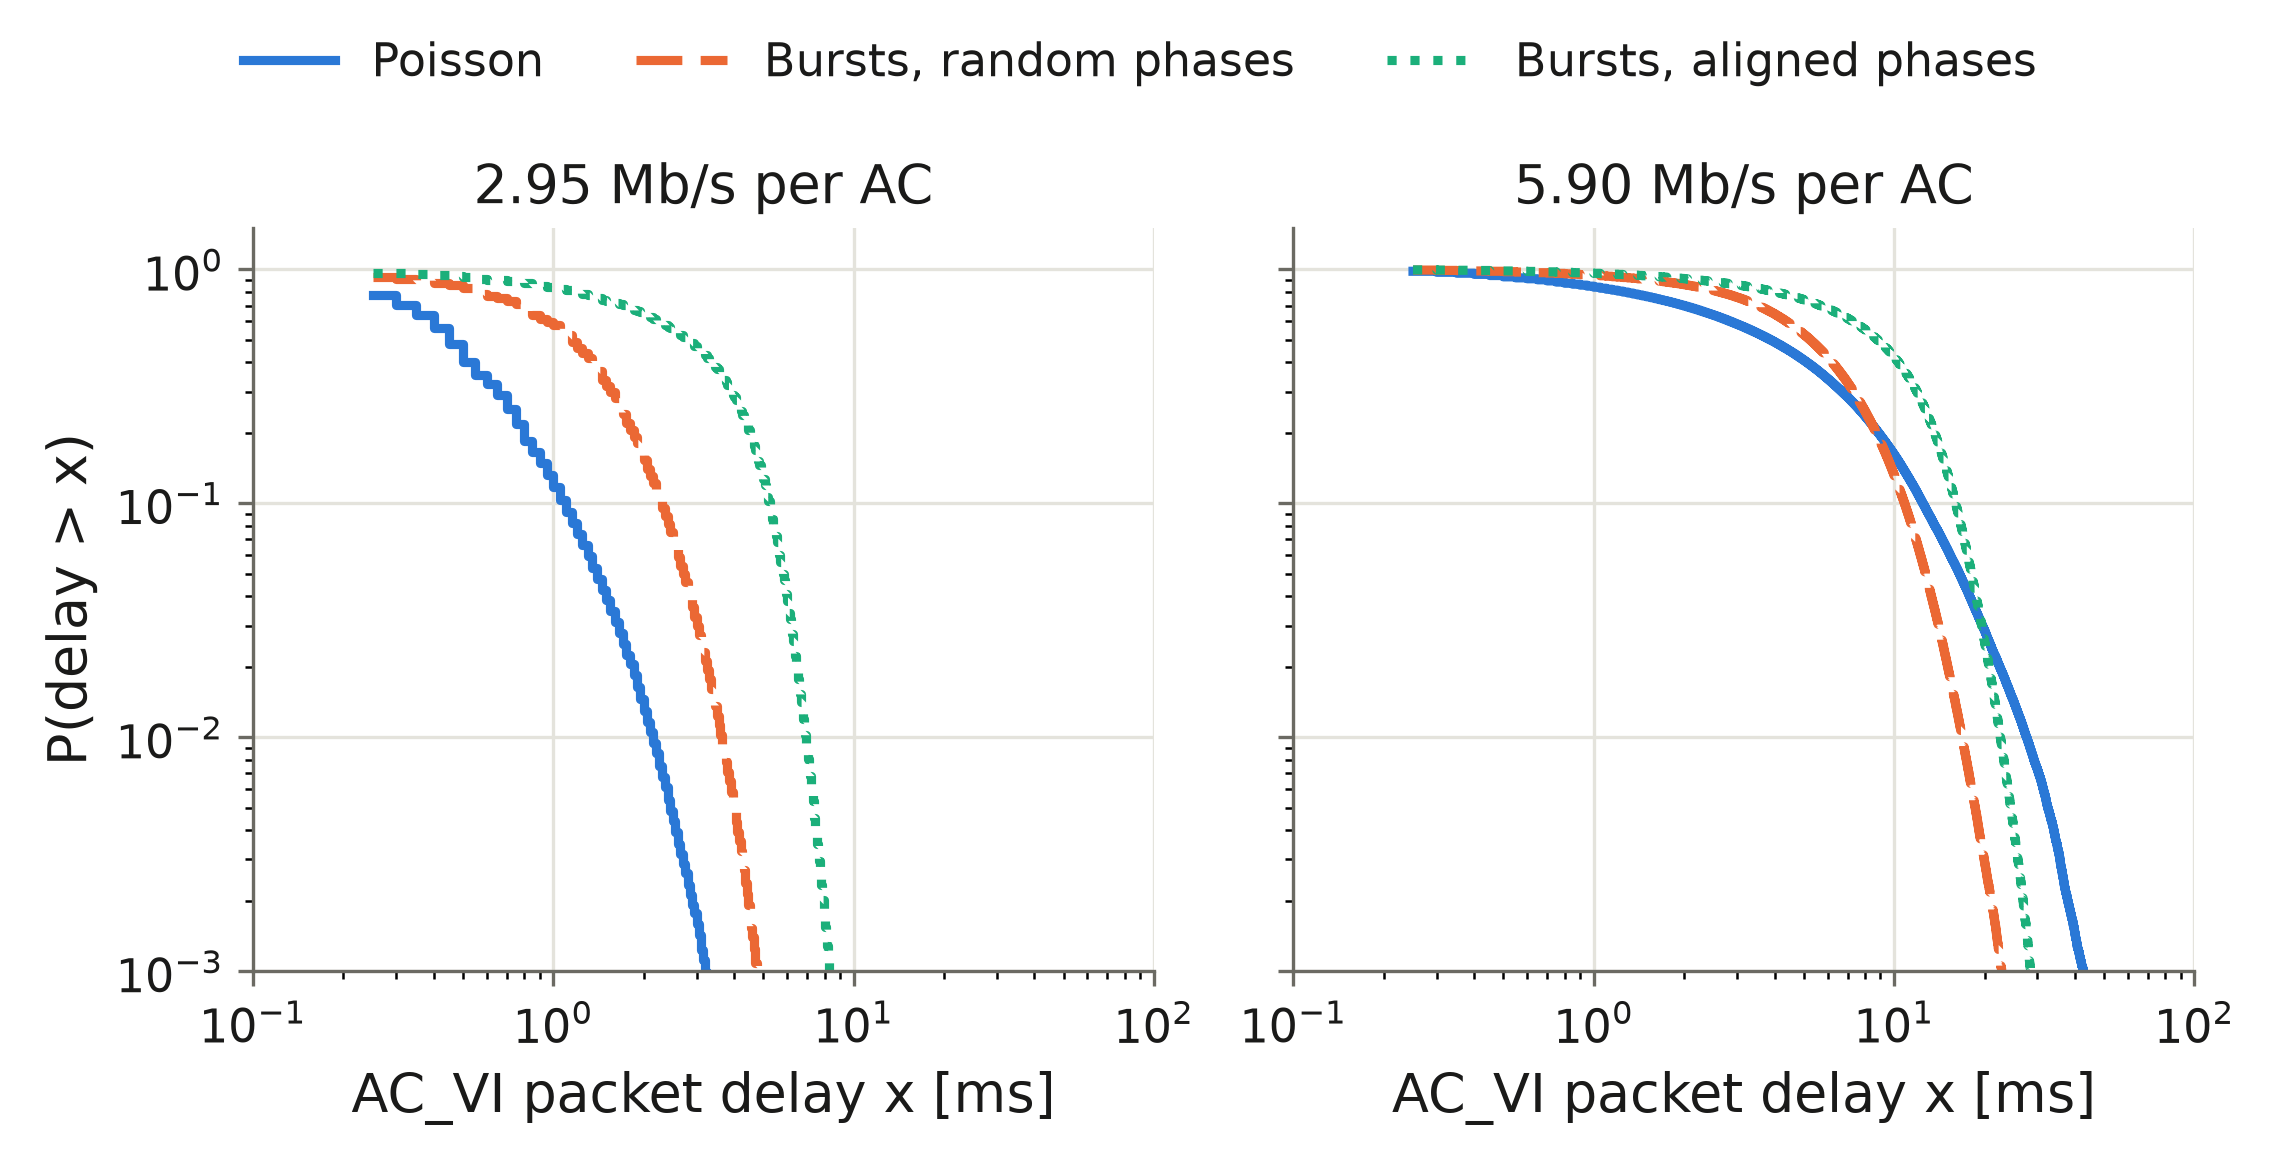 Poisson
Bursts, random phases
Bursts, aligned phases
2.95 Mb/s per AC
5.90 Mb/s per AC
P(delay > x)
10⁰
10⁻¹
10⁻²
10⁻³
10⁻¹ 10⁰ 10¹ 10²
10⁻¹ 10⁰ 10¹ 10²
AC_VI packet delay x [ms]
AC_VI packet delay x [ms]